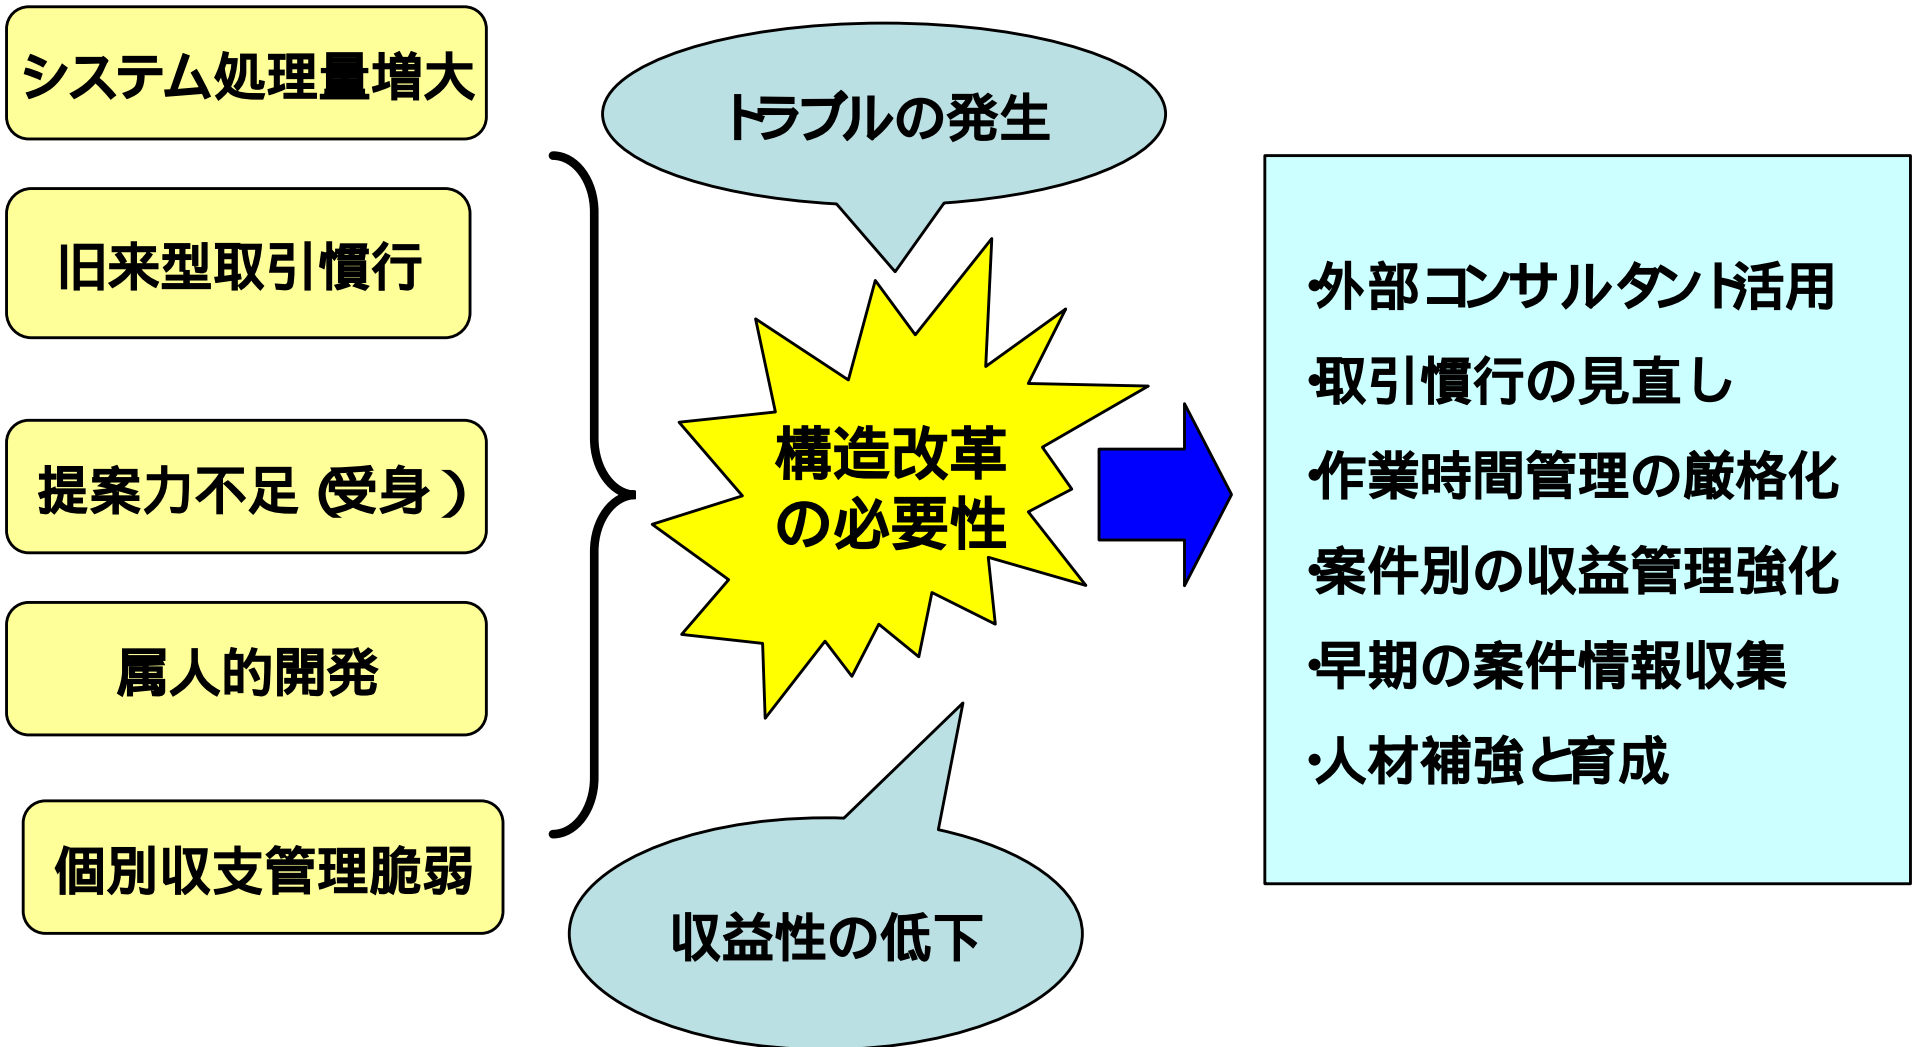 システム処理量増大
旧来型取引慣行
提案力不足(受身)
属人的開発
個別収支管理脆弱
トラブルの発生
構造改革
の必要性
収益性の低下
・外部コンサルタント活用
・取引慣行の見直し
・作業時間管理の厳格化
・案件別の収益管理強化
・早期の案件情報収集
・人材補強と育成